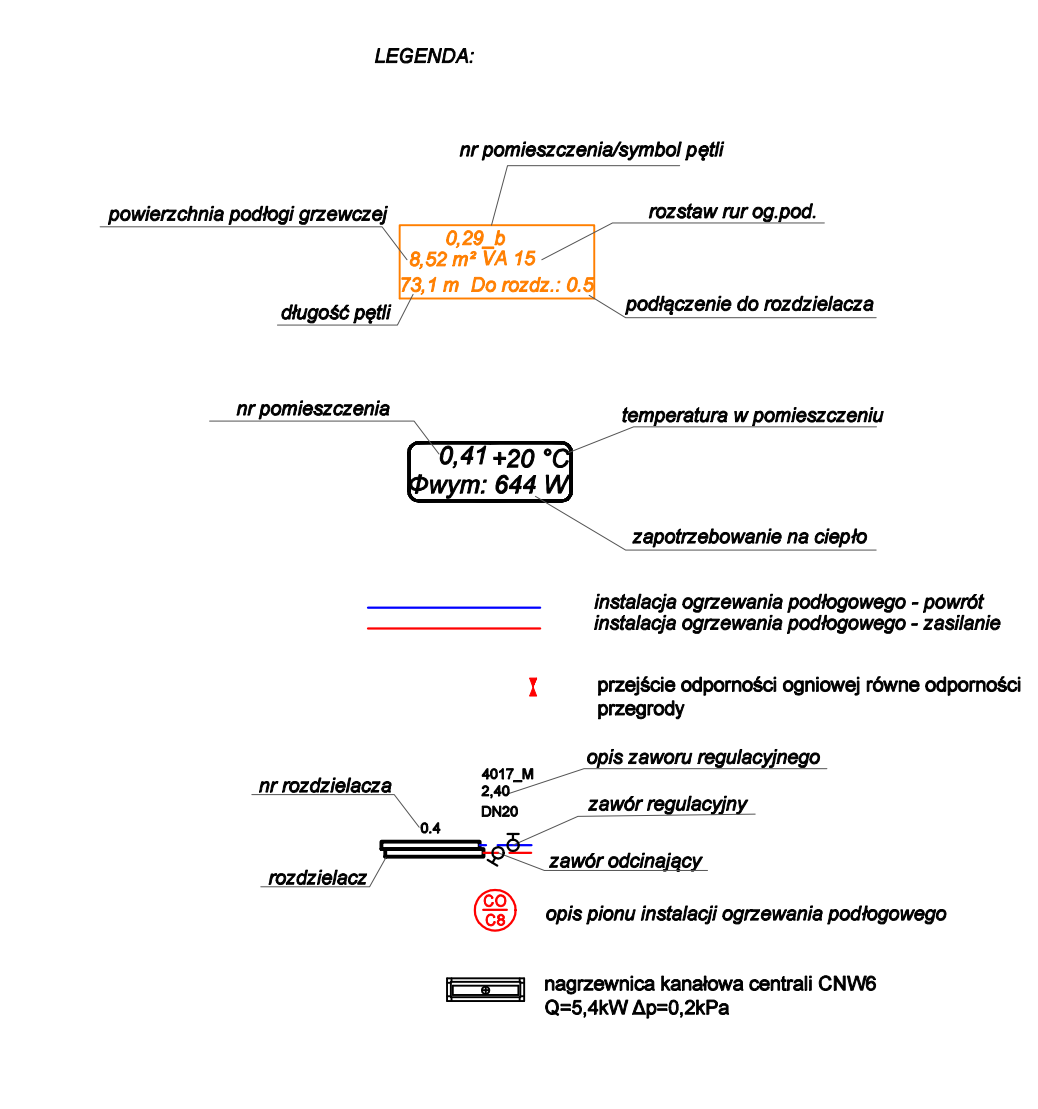 LEGENDA:
nr pomieszczenia/symbol pętli
powierzchnia podłogi grzewczej
rozstaw rur og.pod.
0,29_b
8,52 m² VA 15
73,1 m Do rozdz.: 0.5
długość pętli
podłączenie do rozdzielacza
nr pomieszczenia
temperatura w pomieszczeniu
0,41 +20 °C
Φwym: 644 W
zapotrzebowanie na ciepło
instalacja ogrzewania podłogowego - powrót
instalacja ogrzewania podłogowego - zasilanie
przejście odporności ogniowej równe odporności
przegrody
opis zaworu regulacyjnego
4017_M
nr rozdzielacza
2,40
zawór regulacyjny
DN20
0.4
zawór odcinający
rozdzielacz
CO
C8
opis pionu instalacji ogrzewania podłogowego
nagrzewnica kanałowa centrali CNW6
Q=5,4kW Δp=0,2kPa